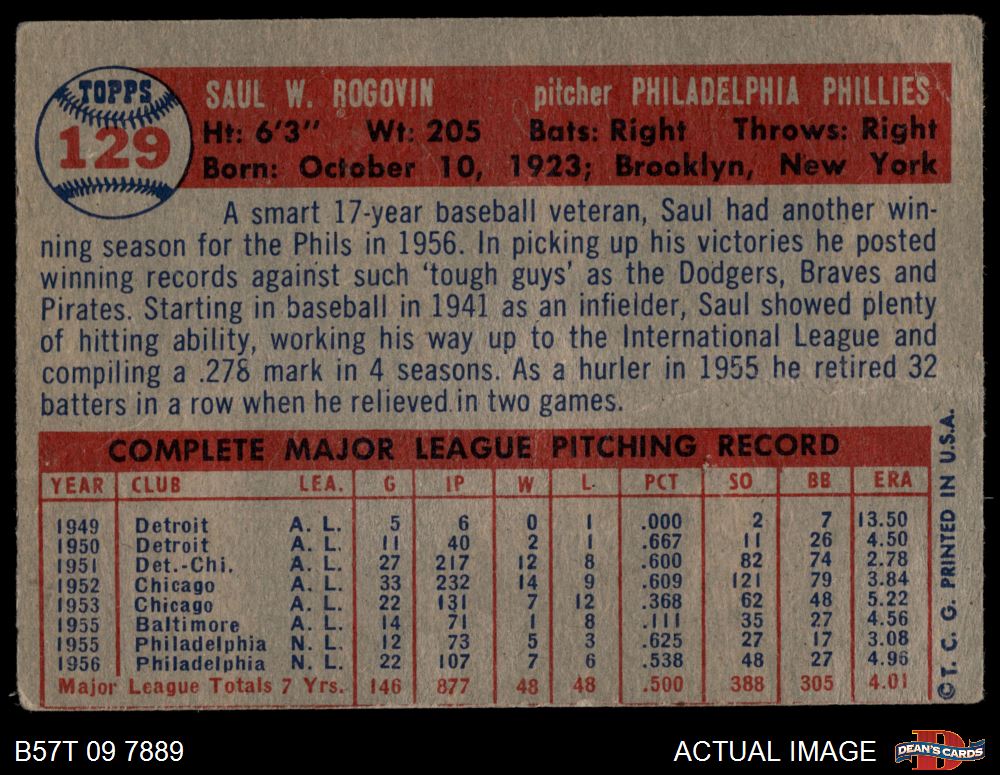 TOPPS
129
SAUL W. ROGOVIN pitcher PHILADELPHIA PHILLIES
Ht: 6'3" Wt: 205 Bats: Right Throws: Right
Born: October 10, 1923; Brooklyn, New York
A smart 17-year baseball veteran, Saul had another win-
ning season for the Phils in 1956. In picking up his victories he posted
winning records against such 'tough guys' as the Dodgers, Braves and
Pirates. Starting in baseball in 1941 as an infielder, Saul showed plenty
of hitting ability, working his way up to the International League and
compiling a .278 mark in 4 seasons. As a hurler in 1955 he retired 32
batters in a row when he relieved in two games.
COMPLETE MAJOR LEAGUE PITCHING RECORD
YEAR CLUB LEA. G IP W L PCT SO BB ERA
1949 Detroit A. L. 5 6 0 1 .000 2 7 13.50
1950 Detroit A. L. 11 40 2 1 .667 11 26 4.50
1951 Det.-Chi. A. L. 27 217 12 8 .600 82 74 2.78
1952 Chicago A. L. 33 232 14 9 .609 121 79 3.84
1953 Chicago A. L. 22 131 7 12 .368 62 48 5.22
1955 Baltimore A. L. 14 71 1 8 .111 35 27 4.56
1955 Philadelphia N. L. 12 73 5 3 .625 27 17 3.08
1956 Philadelphia N. L. 22 107 7 6 .538 48 27 4.96
Major League Totals 7 Yrs. 146 877 48 48 .500 388 305 4.01
© T. C. G. PRINTED IN U.S.A.
B57T 09 7889
ACTUAL IMAGE
DEAN'S CARDS